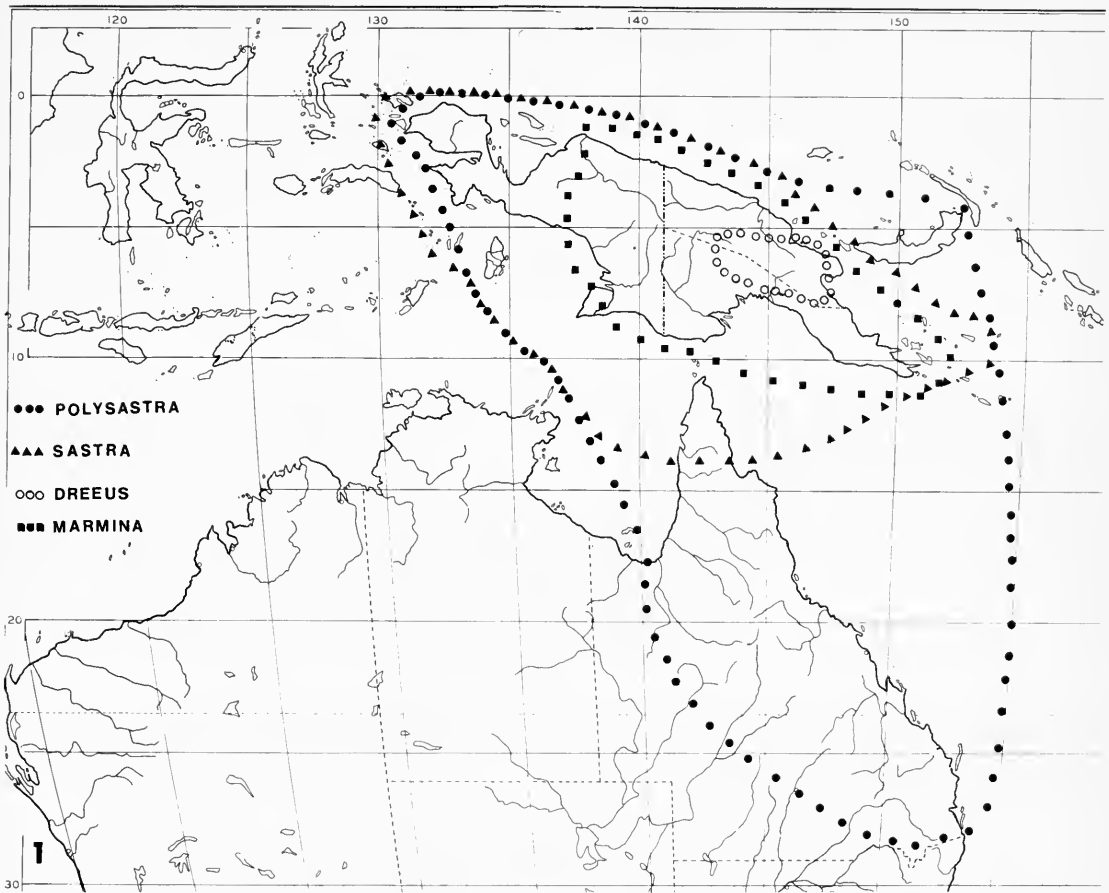 120 130 140 150
0
10
●●● POLYSASTRA
▲▲▲ SASTRA
○○○ DREEUS
■■■ MARMINA
20
1
30